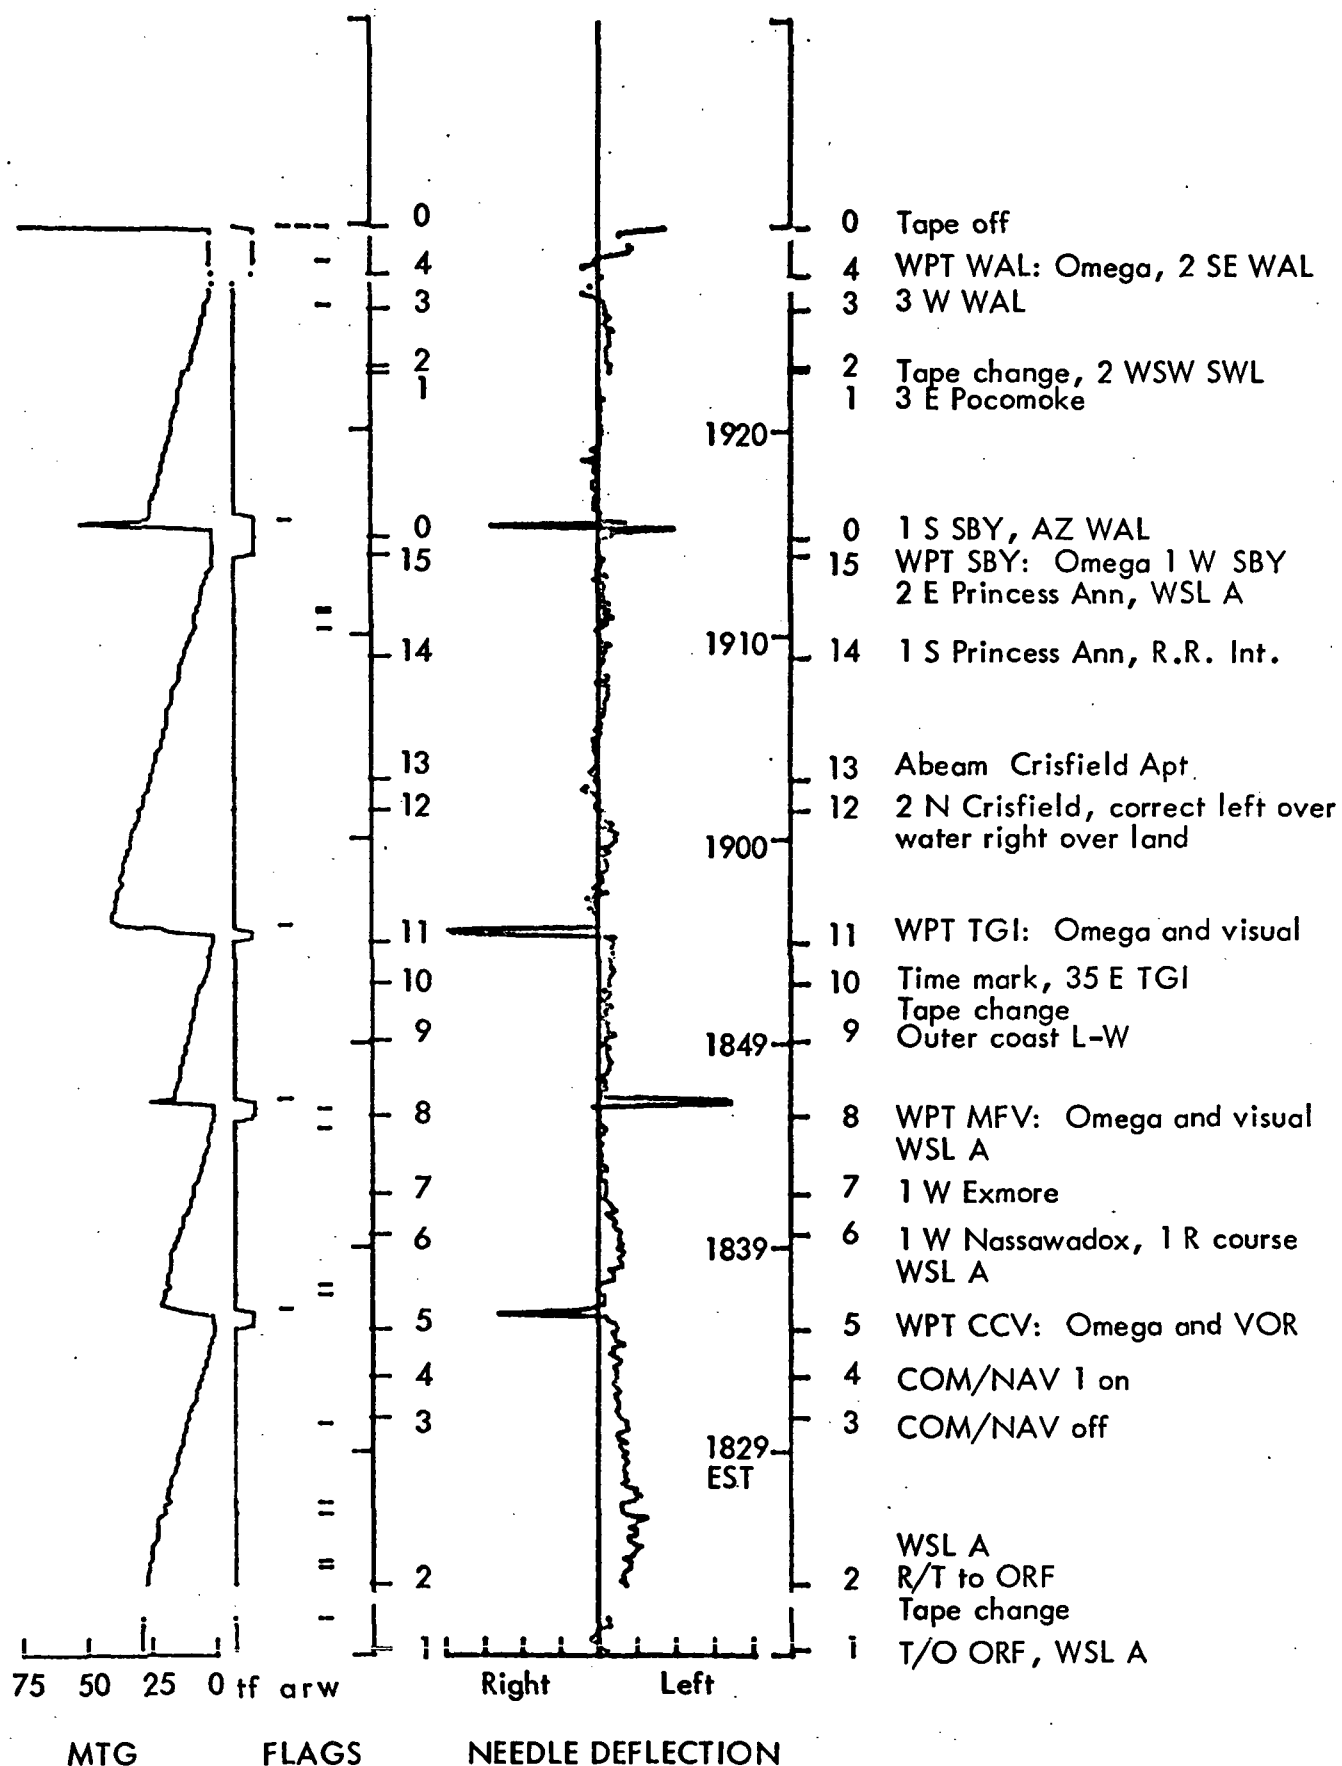 0 0 Tape off
4 4 WPT WAL: Omega, 2 SE WAL
3 3 3 W WAL
2 2 Tape change, 2 WSW SWL
1 1 3 E Pocomoke
1920
0 0 1 S SBY, AZ WAL
15 15 WPT SBY: Omega 1 W SBY
2 E Princess Ann, WSL A
1910
14 14 1 S Princess Ann, R.R. Int.
13 13 Abeam Crisfield Apt
12 12 2 N Crisfield, correct left over
1900 water right over land
11 11 WPT TGI: Omega and visual
10 10 Time mark, 35 E TGI
Tape change
9 1849 9 Outer coast L-W
8 8 WPT MFV: Omega and visual
WSL A
7 7 1 W Exmore
6 6 1 W Nassawadox, 1 R course
1839 WSL A
5 5 WPT CCV: Omega and VOR
4 4 COM/NAV 1 on
3 3 COM/NAV off
1829
EST
WSL A
2 2 R/T to ORF
Tape change
1 1 T/O ORF, WSL A
75 50 25 0 tf arw Right Left
MTG FLAGS NEEDLE DEFLECTION